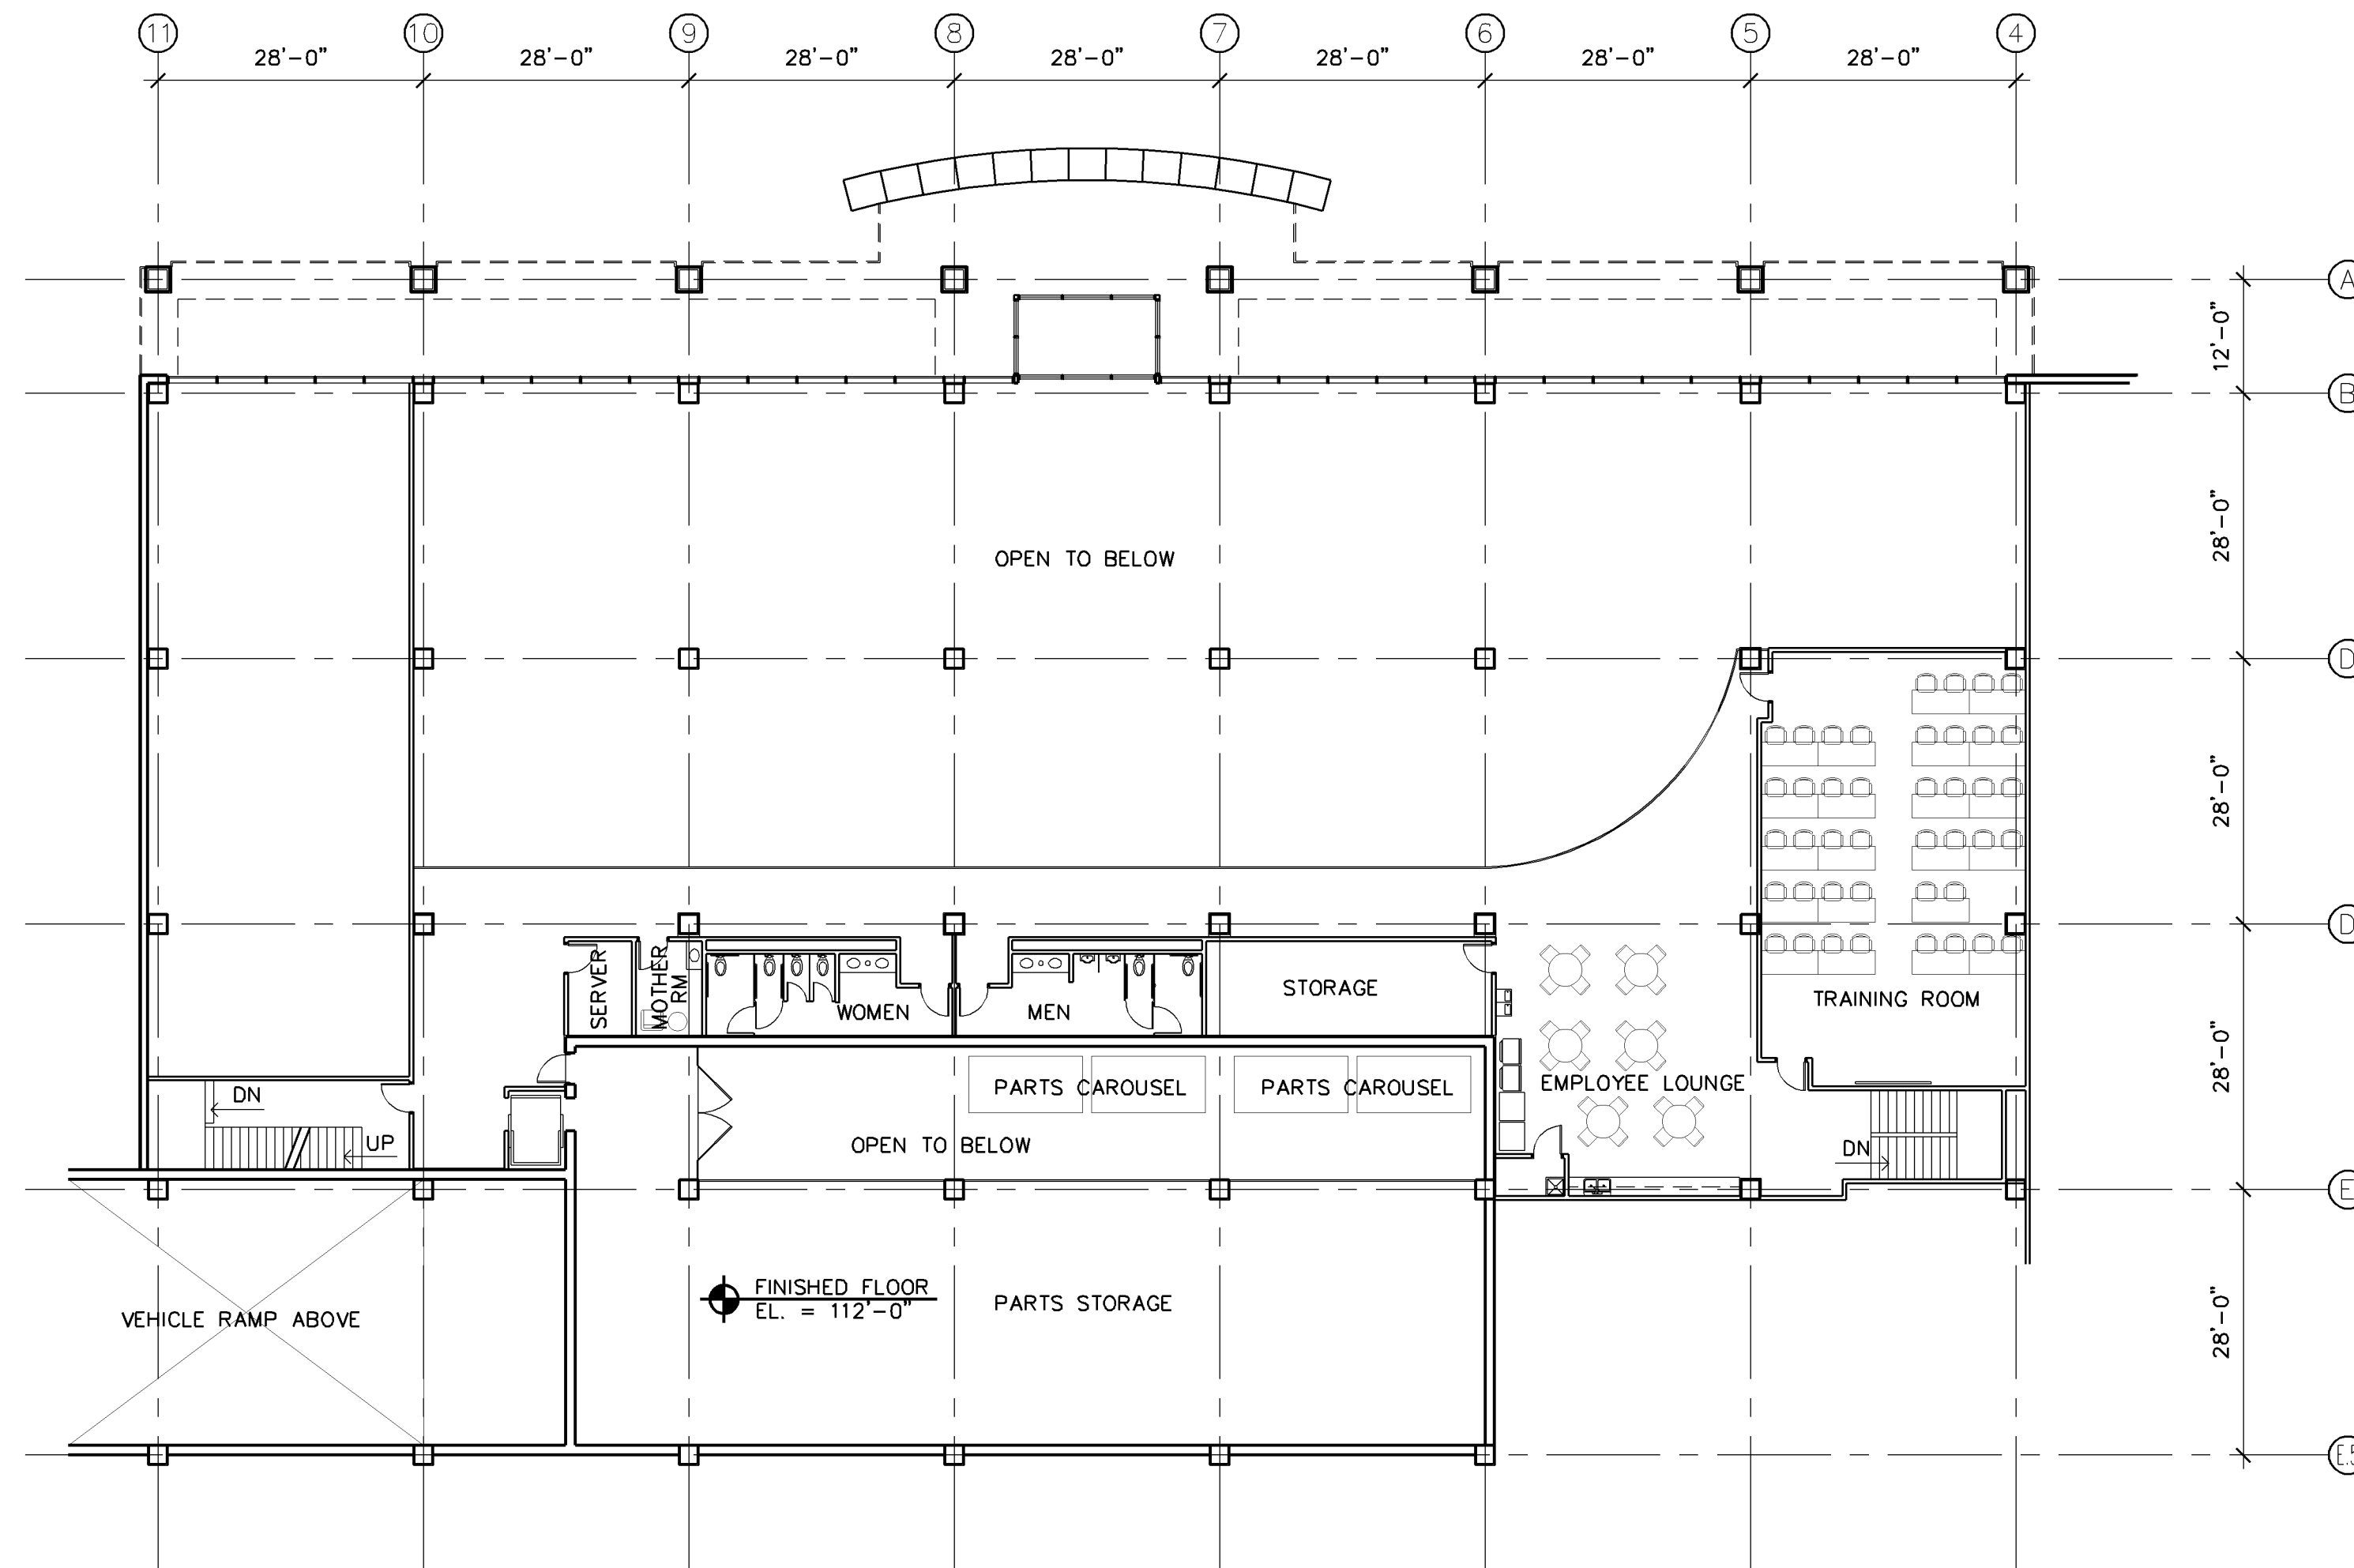 11 10 9 8 7 6 5 4
28'-0" 28'-0" 28'-0" 28'-0" 28'-0" 28'-0" 28'-0"
A
12'-0"
B
28'-0"
OPEN TO BELOW
D
28'-0"
D
SERVER
MOTHER
RM
WOMEN
MEN
STORAGE
TRAINING ROOM
28'-0"
EMPLOYEE LOUNGE
PARTS CAROUSEL
PARTS CAROUSEL
DN
UP
OPEN TO BELOW
DN
E
FINISHED FLOOR
EL. = 112'-0"
PARTS STORAGE
VEHICLE RAMP ABOVE
28'-0"
E.5